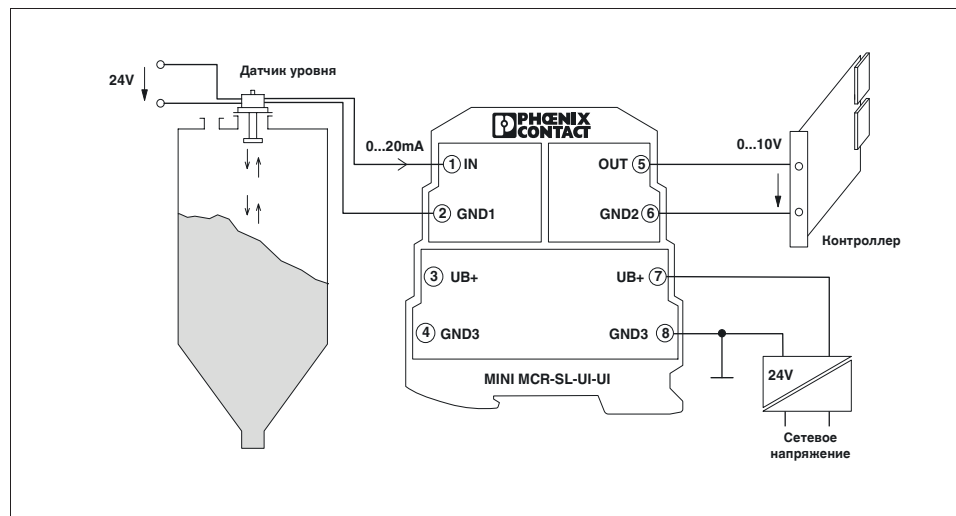 Датчик уровня
24V
PHŒNIX
CONTACT
0...20mA
0...10V
1 IN
OUT 5
2 GND1
GND2 6
Контроллер
3 UB+
UB+ 7
4 GND3
GND3 8
MINI MCR-SL-UI-UI
24V
Сетевое
напряжение